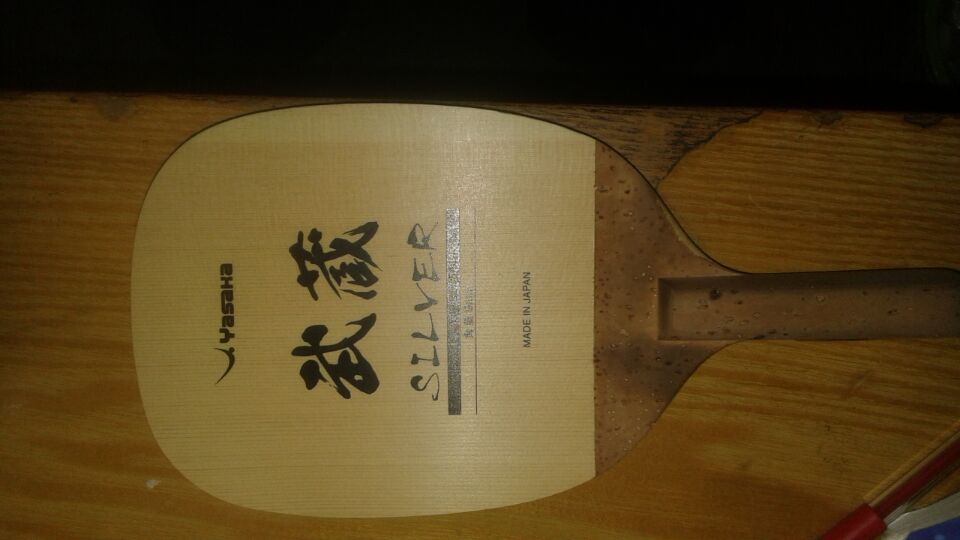 Yasaka
武蔵
SILVER
MADE IN JAPAN